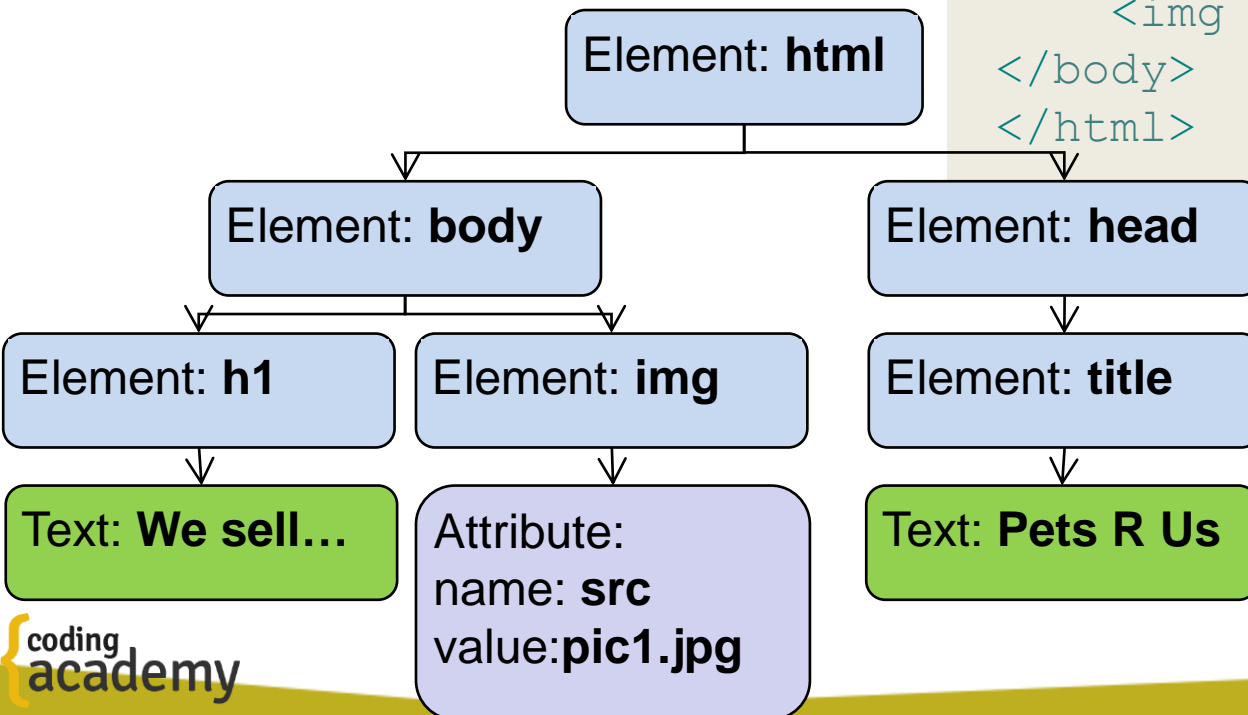 <img
</body>
</html>
Element: html
Element: body
Element: head
Element: h1
Element: img
Element: title
Text: We sell…
Attribute:
name: src
value:pic1.jpg
Text: Pets R Us
{coding
academy